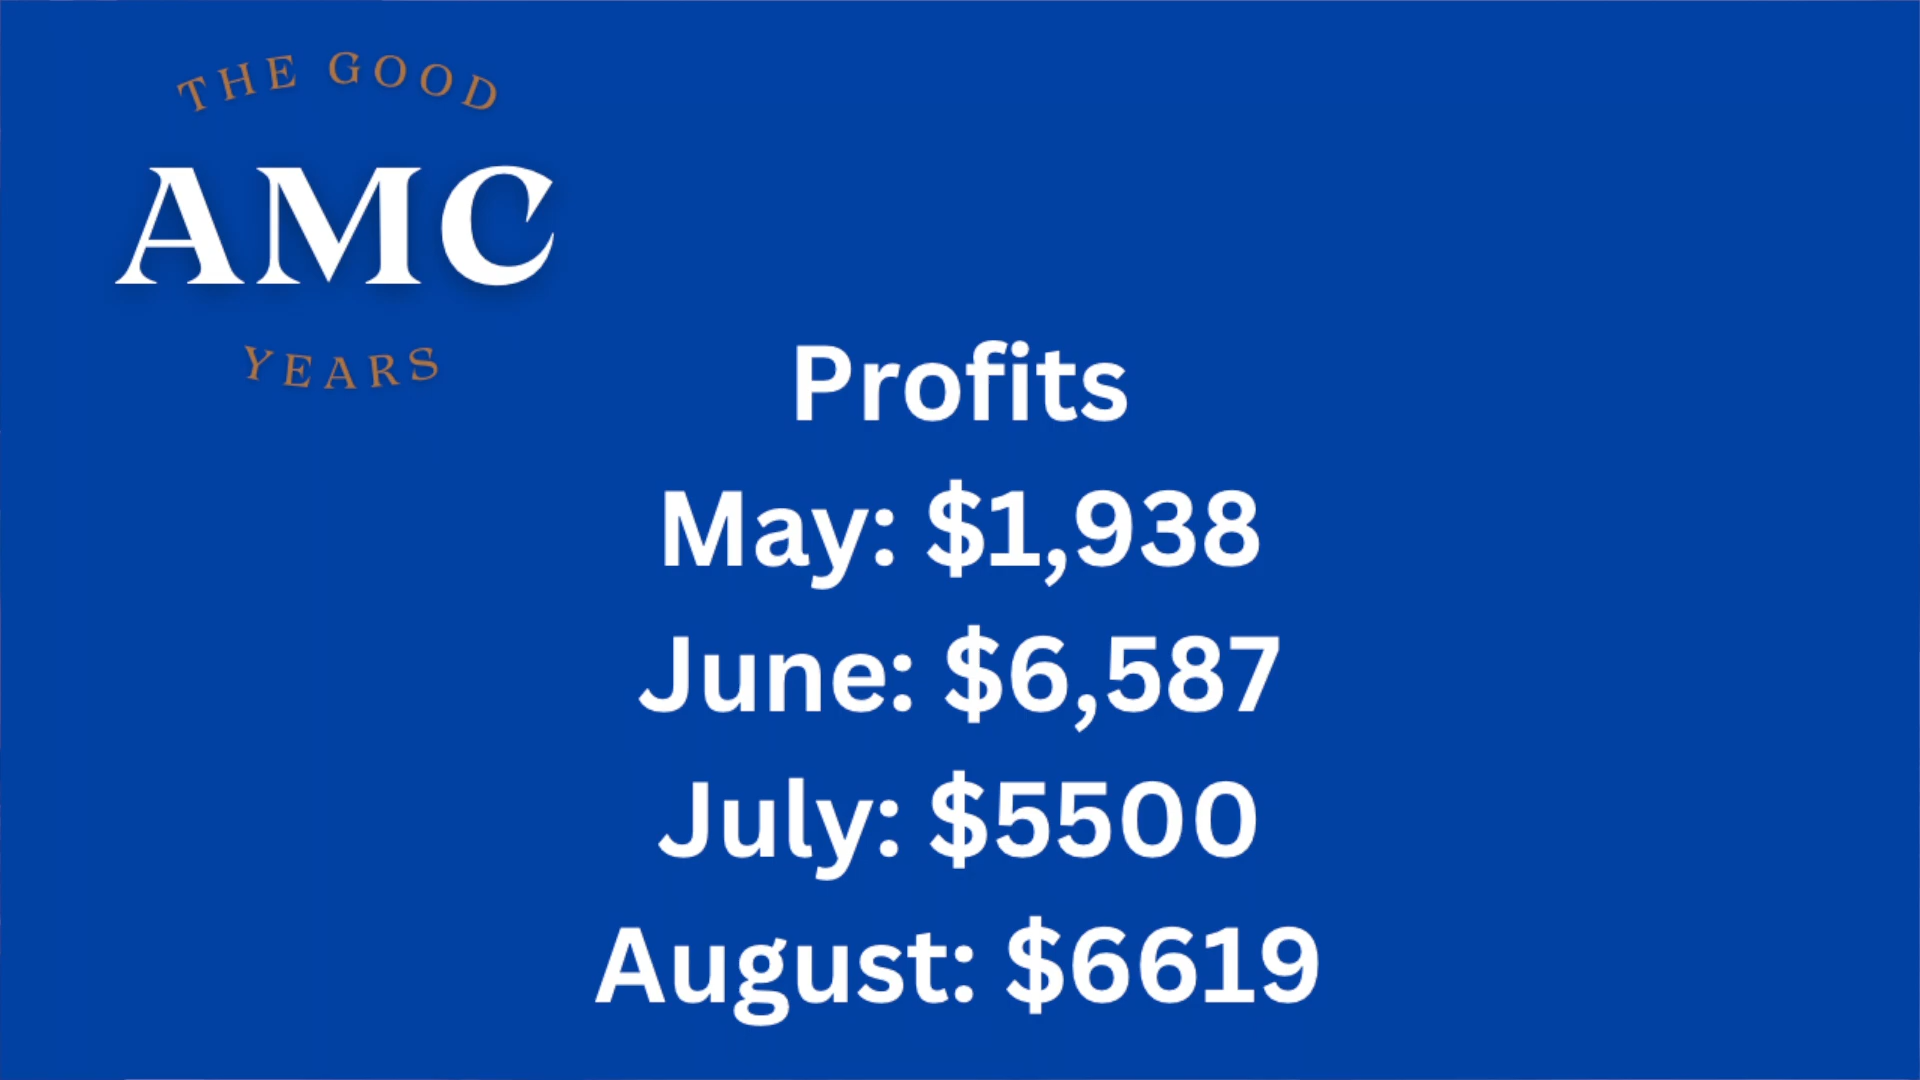 THE GOOD
AMC
YEARS
Profits
May: $1,938
June: $6,587
July: $5500
August: $6619